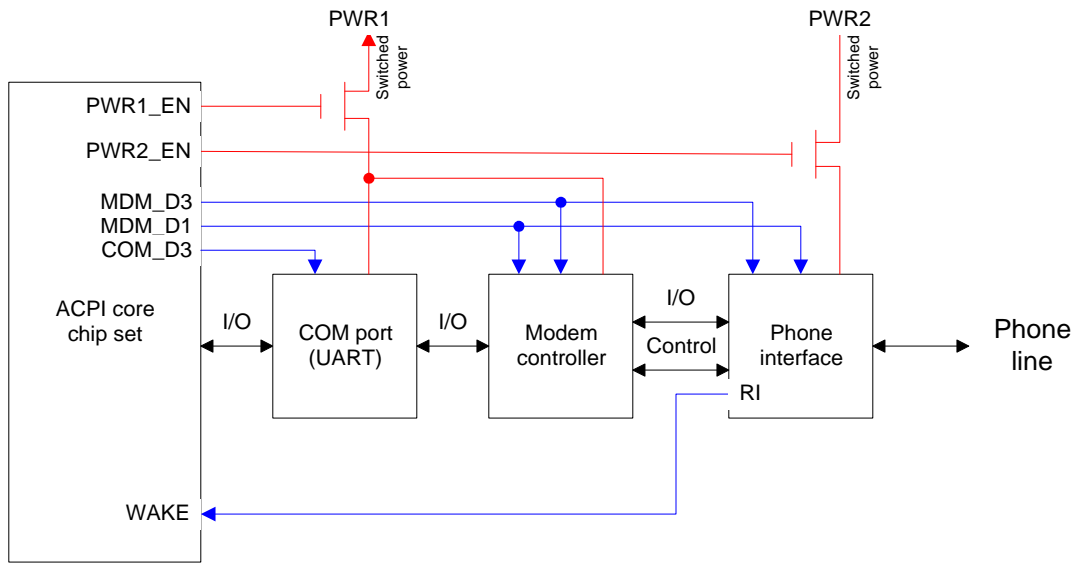 PWR1
PWR2
Switched
power
Switched
power
PWR1_EN
PWR2_EN
MDM_D3
MDM_D1
COM_D3
ACPI core
chip set
I/O
COM port
(UART)
I/O
Modem
controller
I/O
Control
Phone
interface
RI
Phone
line
WAKE